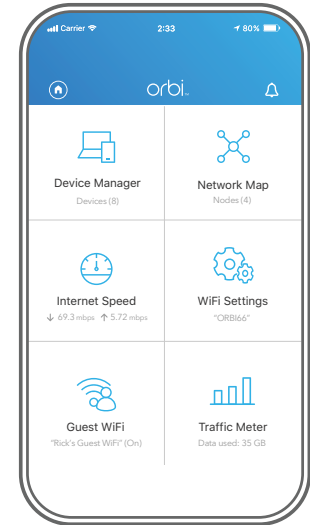 Carrier 2:33 80%
orbi
Device Manager Network Map
Devices (8) Nodes (4)
Internet Speed WiFi Settings
↓ 69.3 mbps ↑ 5.72 mbps "ORBI66"
Guest WiFi Traffic Meter
"Rick's Guest WiFi" (On) Data used: 35 GB